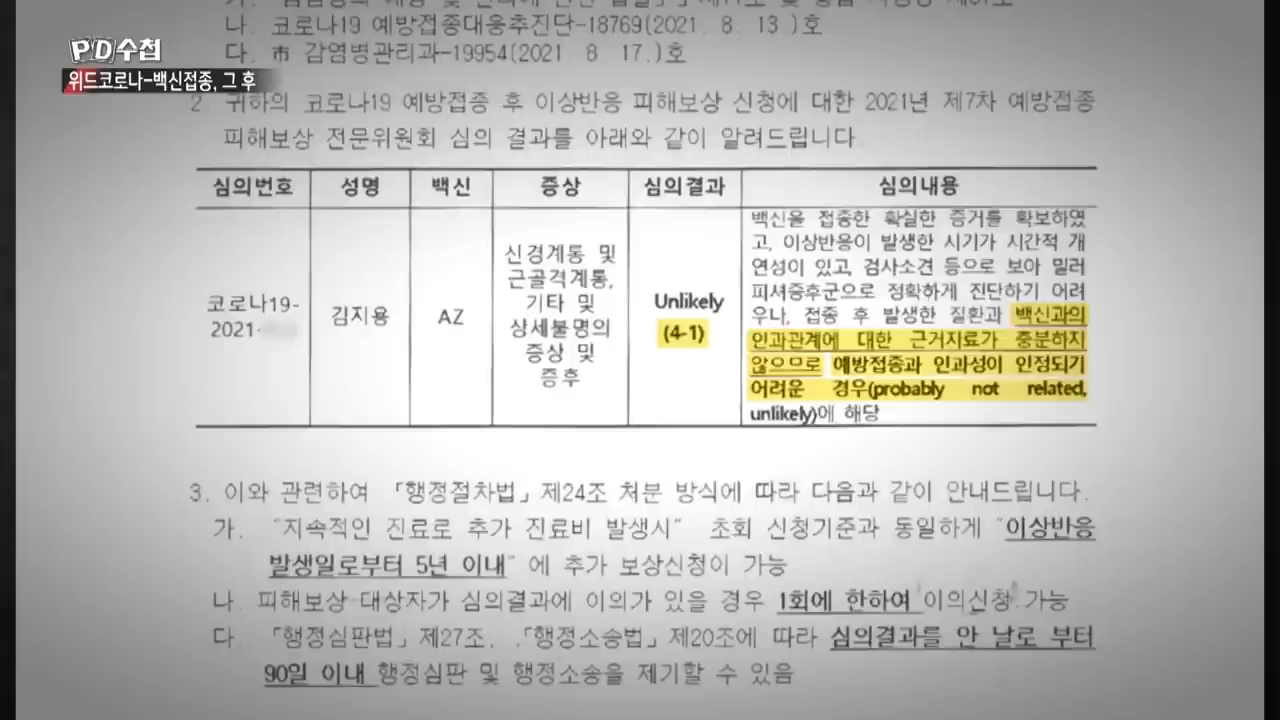 PD수첩
위드코로나-백신접종, 그 후
나. 코로나19 예방접종대응추진단-18769(2021. 8. 13 )호
다. 市 감염병관리과-19954(2021 8 17.)호
2. 귀하의 코로나19 예방접종 후 이상반응 피해보상 신청에 대한 2021년 제7차 예방접종
피해보상 전문위원회 심의 결과를 아래와 같이 알려드립니다.
심의번호 성명 백신 증상 심의결과 심의내용
코로나19-
2021-
김지용
AZ
신경계통 및
근골격계통,
기타 및
상세불명의
증상 및
증후
Unlikely
(4-1)
백신을 접종한 확실한 증거를 확보하였
고, 이상반응이 발생한 시기가 시간적 개
연성이 있고, 검사소견 등으로 보아 밀러
피셔증후군으로 정확하게 진단하기 어려
우나, 접종 후 발생한 질환과 백신과의
인과관계에 대한 근거자료가 충분하지
않으므로 예방접종과 인과성이 인정되기
어려운 경우(probably not related,
unlikely)에 해당
3. 이와 관련하여 「행정절차법」 제24조 처분 방식에 따라 다음과 같이 안내드립니다.
가. "지속적인 진료로 추가 진료비 발생시" 초회 신청기준과 동일하게 "이상반응
발생일로부터 5년 이내" 에 추가 보상신청이 가능
나. 피해보상 대상자가 심의결과에 이의가 있을 경우 1회에 한하여 이의신청 가능
다 「행정심판법」 제27조, 「행정소송법」 제20조에 따라 심의결과를 안 날로 부터
90일 이내 행정심판 및 행정소송을 제기할 수 있음